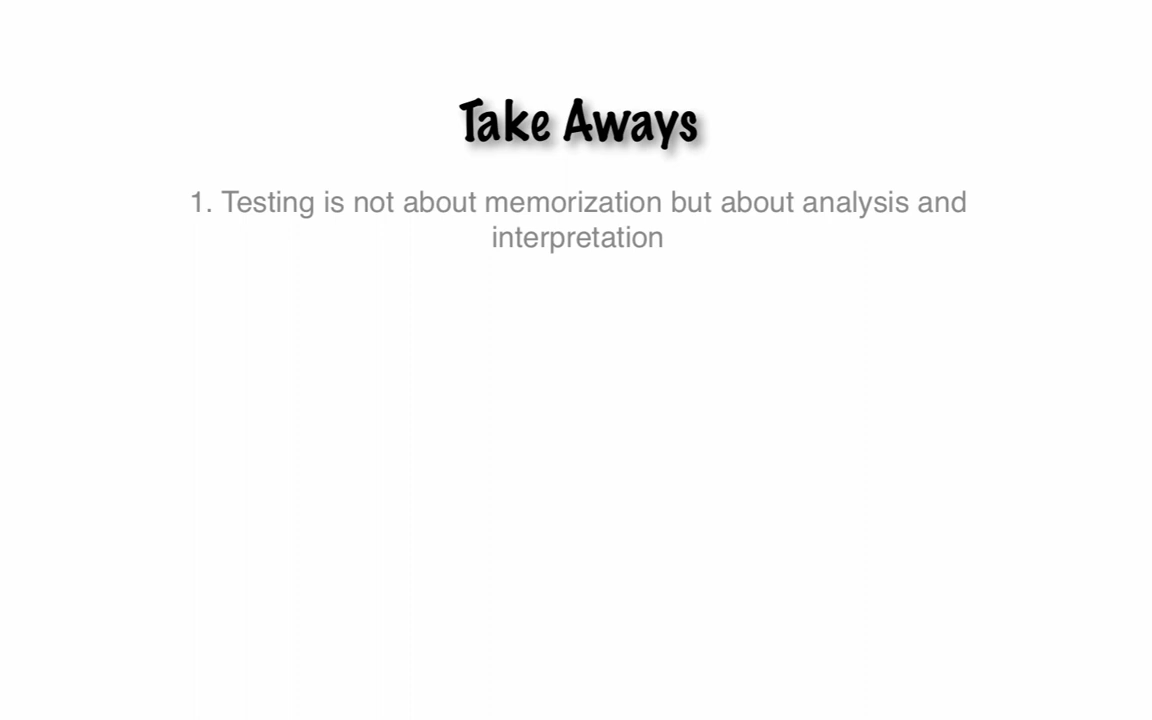 Take Aways
1. Testing is not about memorization but about analysis and
interpretation